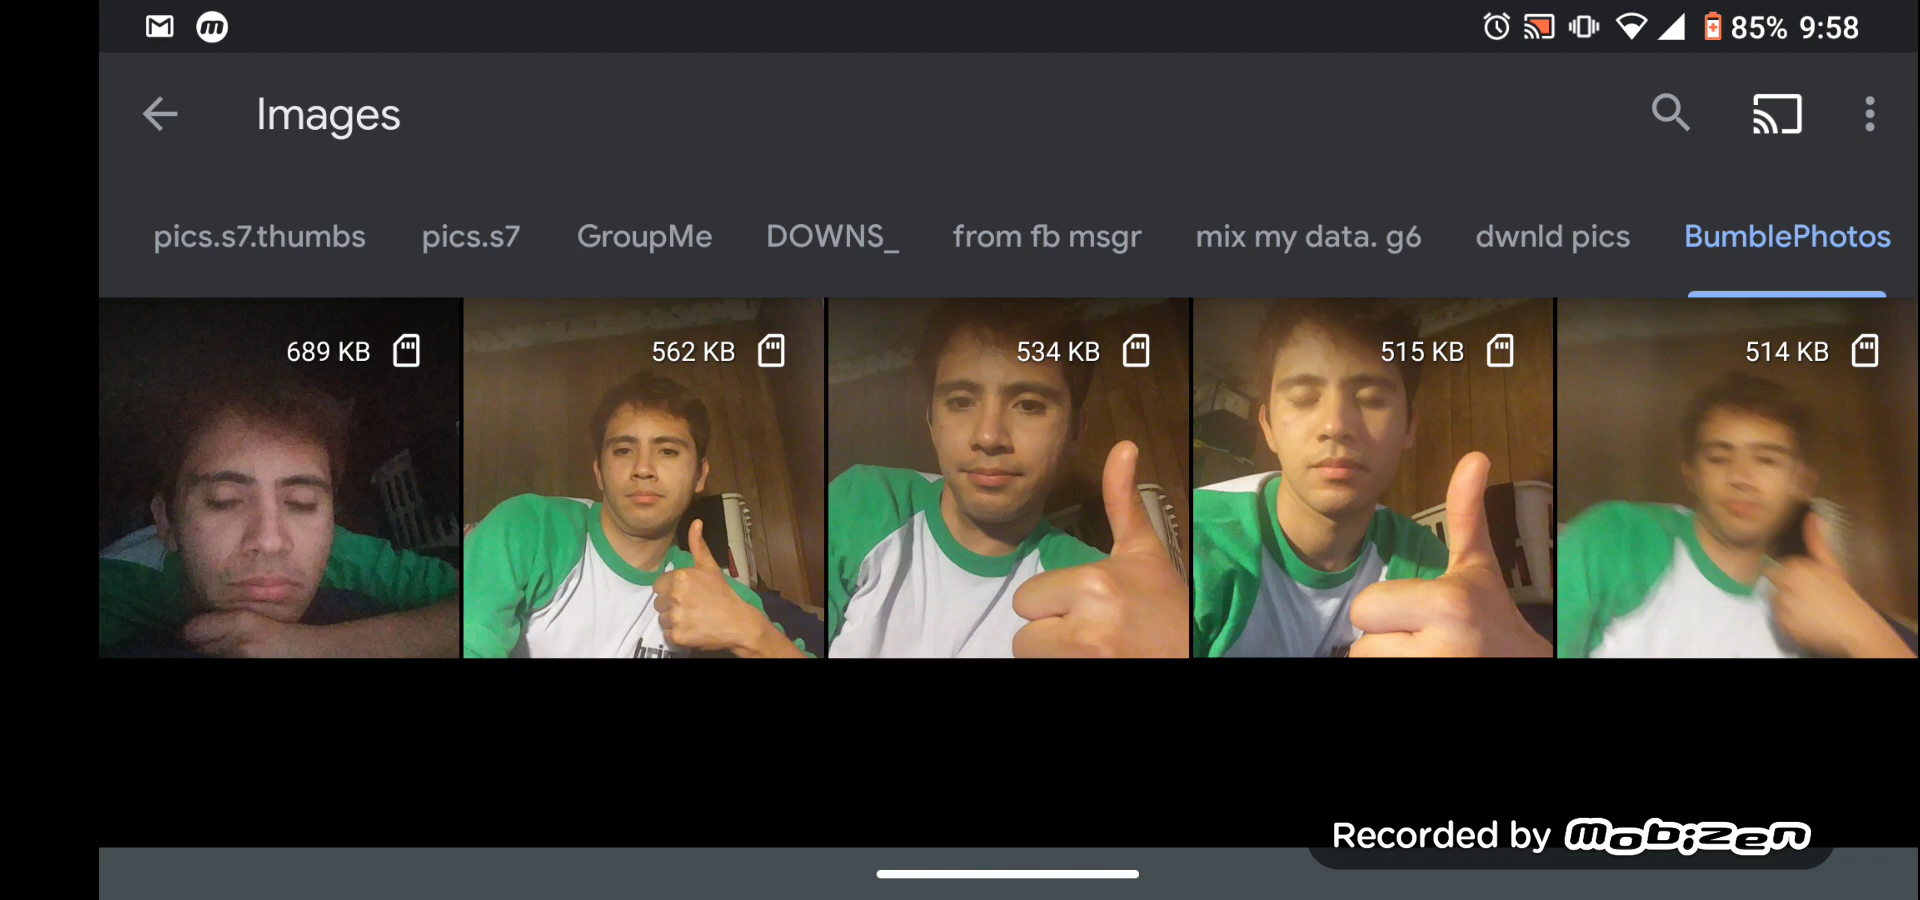 85% 9:58
Images
pics.s7.thumbs pics.s7 GroupMe DOWNS_ from fb msgr mix my data. g6 dwnld pics BumblePhotos
689 KB 562 KB 534 KB 515 KB 514 KB
Recorded by mobizen